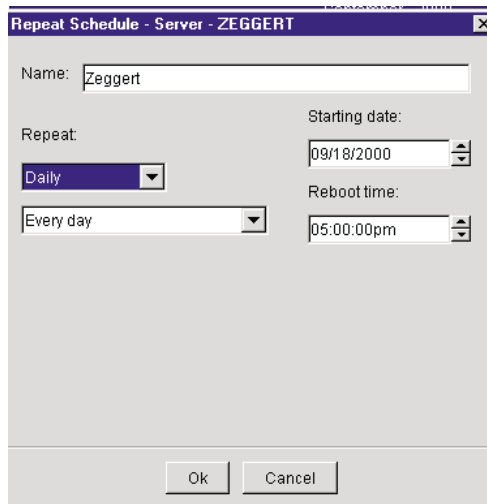 Repeat Schedule - Server - ZEGGERT
Name: Zeggert
Starting date:
Repeat:
09/18/2000
Daily
Reboot time:
Every day
05:00:00pm
Ok Cancel